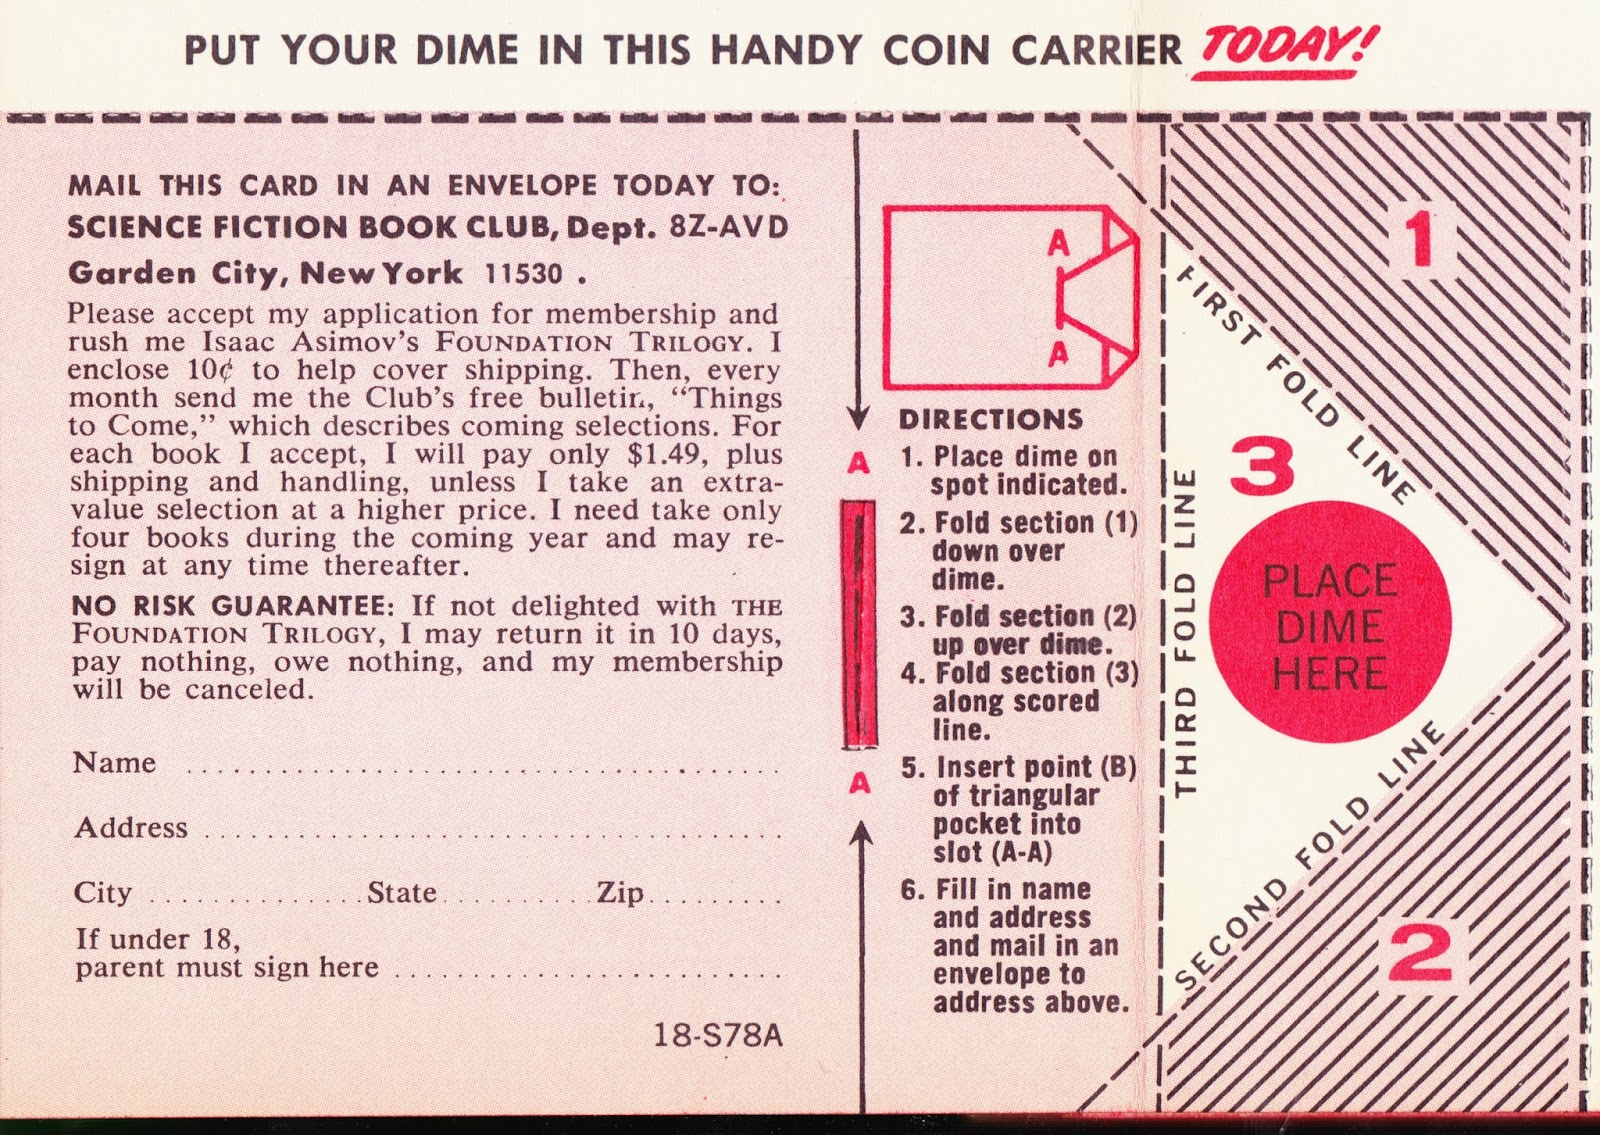 PUT YOUR DIME IN THIS HANDY COIN CARRIER TODAY!
MAIL THIS CARD IN AN ENVELOPE TODAY TO:
SCIENCE FICTION BOOK CLUB, Dept. 8Z-AVD
Garden City, New York 11530 .
Please accept my application for membership and
rush me Isaac Asimov's FOUNDATION TRILOGY. I
enclose 10¢ to help cover shipping. Then, every
month send me the Club's free bulletin, "Things
to Come," which describes coming selections. For
each book I accept, I will pay only $1.49, plus
shipping and handling, unless I take an extra-
value selection at a higher price. I need take only
four books during the coming year and may re-
sign at any time thereafter.
NO RISK GUARANTEE: If not delighted with THE
FOUNDATION TRILOGY, I may return it in 10 days,
pay nothing, owe nothing, and my membership
will be canceled.
Name
Address
City State Zip
If under 18,
parent must sign here
18-S78A
A
A
A
A
DIRECTIONS
1. Place dime on
spot indicated.
2. Fold section (1)
down over
dime.
3. Fold section (2)
up over dime.
4. Fold section (3)
along scored
line.
5. Insert point (B)
of triangular
pocket into
slot (A-A)
6. Fill in name
and address
and mail in an
envelope to
address above.
1
FIRST FOLD LINE
THIRD FOLD LINE
3
PLACE
DIME
HERE
SECOND FOLD LINE
2